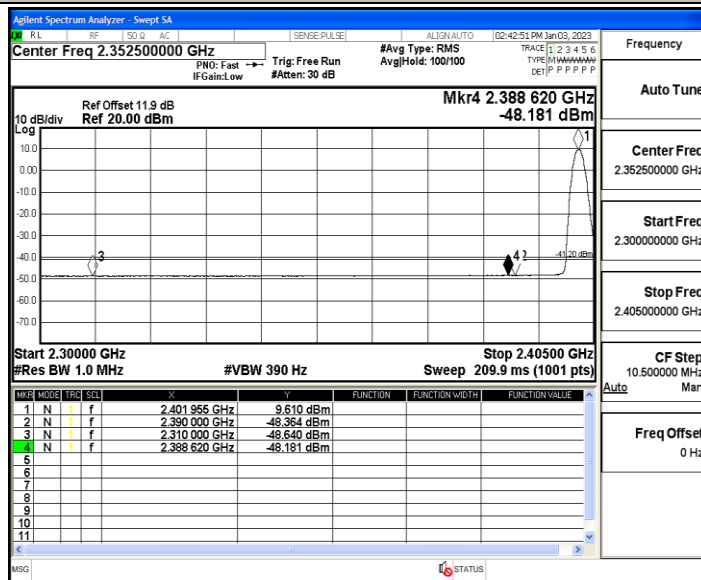 Agilent Spectrum Analyzer - Swept SA
RL RF 50 Ω AC SENSE:PULSE ALIGNAUTO 02:42:51 PM Jan 03, 2023
Center Freq 2.352500000 GHz
PNO: Fast
IFGain:Low
Trig: Free Run
#Atten: 30 dB
#Avg Type: RMS
Avg|Hold: 100/100
TRACE 1 2 3 4 5 6
TYPE MWWWWW
DET P P P P P P
Frequency
Auto Tune
Ref Offset 11.9 dB
10 dB/div Ref 20.00 dBm
Log
Mkr4 2.388 620 GHz
-48.181 dBm
10.0
0.00
-10.0
-20.0
-30.0
-40.0
-50.0
-60.0
-70.0
1
3
4 2
-41.20 dBm
Center Freq
2.352500000 GHz
Start Freq
2.300000000 GHz
Stop Freq
2.405000000 GHz
Start 2.30000 GHz Stop 2.40500 GHz
#Res BW 1.0 MHz #VBW 390 Hz Sweep 209.9 ms (1001 pts)
CF Step
10.500000 MHz
Auto Man
Freq Offset
0 Hz
MKR MODE TRC SCL X Y FUNCTION FUNCTION WIDTH FUNCTION VALUE
1 N 1 f 2.401 955 GHz 9.610 dBm
2 N 1 f 2.390 000 GHz -48.364 dBm
3 N 1 f 2.310 000 GHz -48.640 dBm
4 N 1 f 2.388 620 GHz -48.181 dBm
5
6
7
8
9
10
11
MSG STATUS